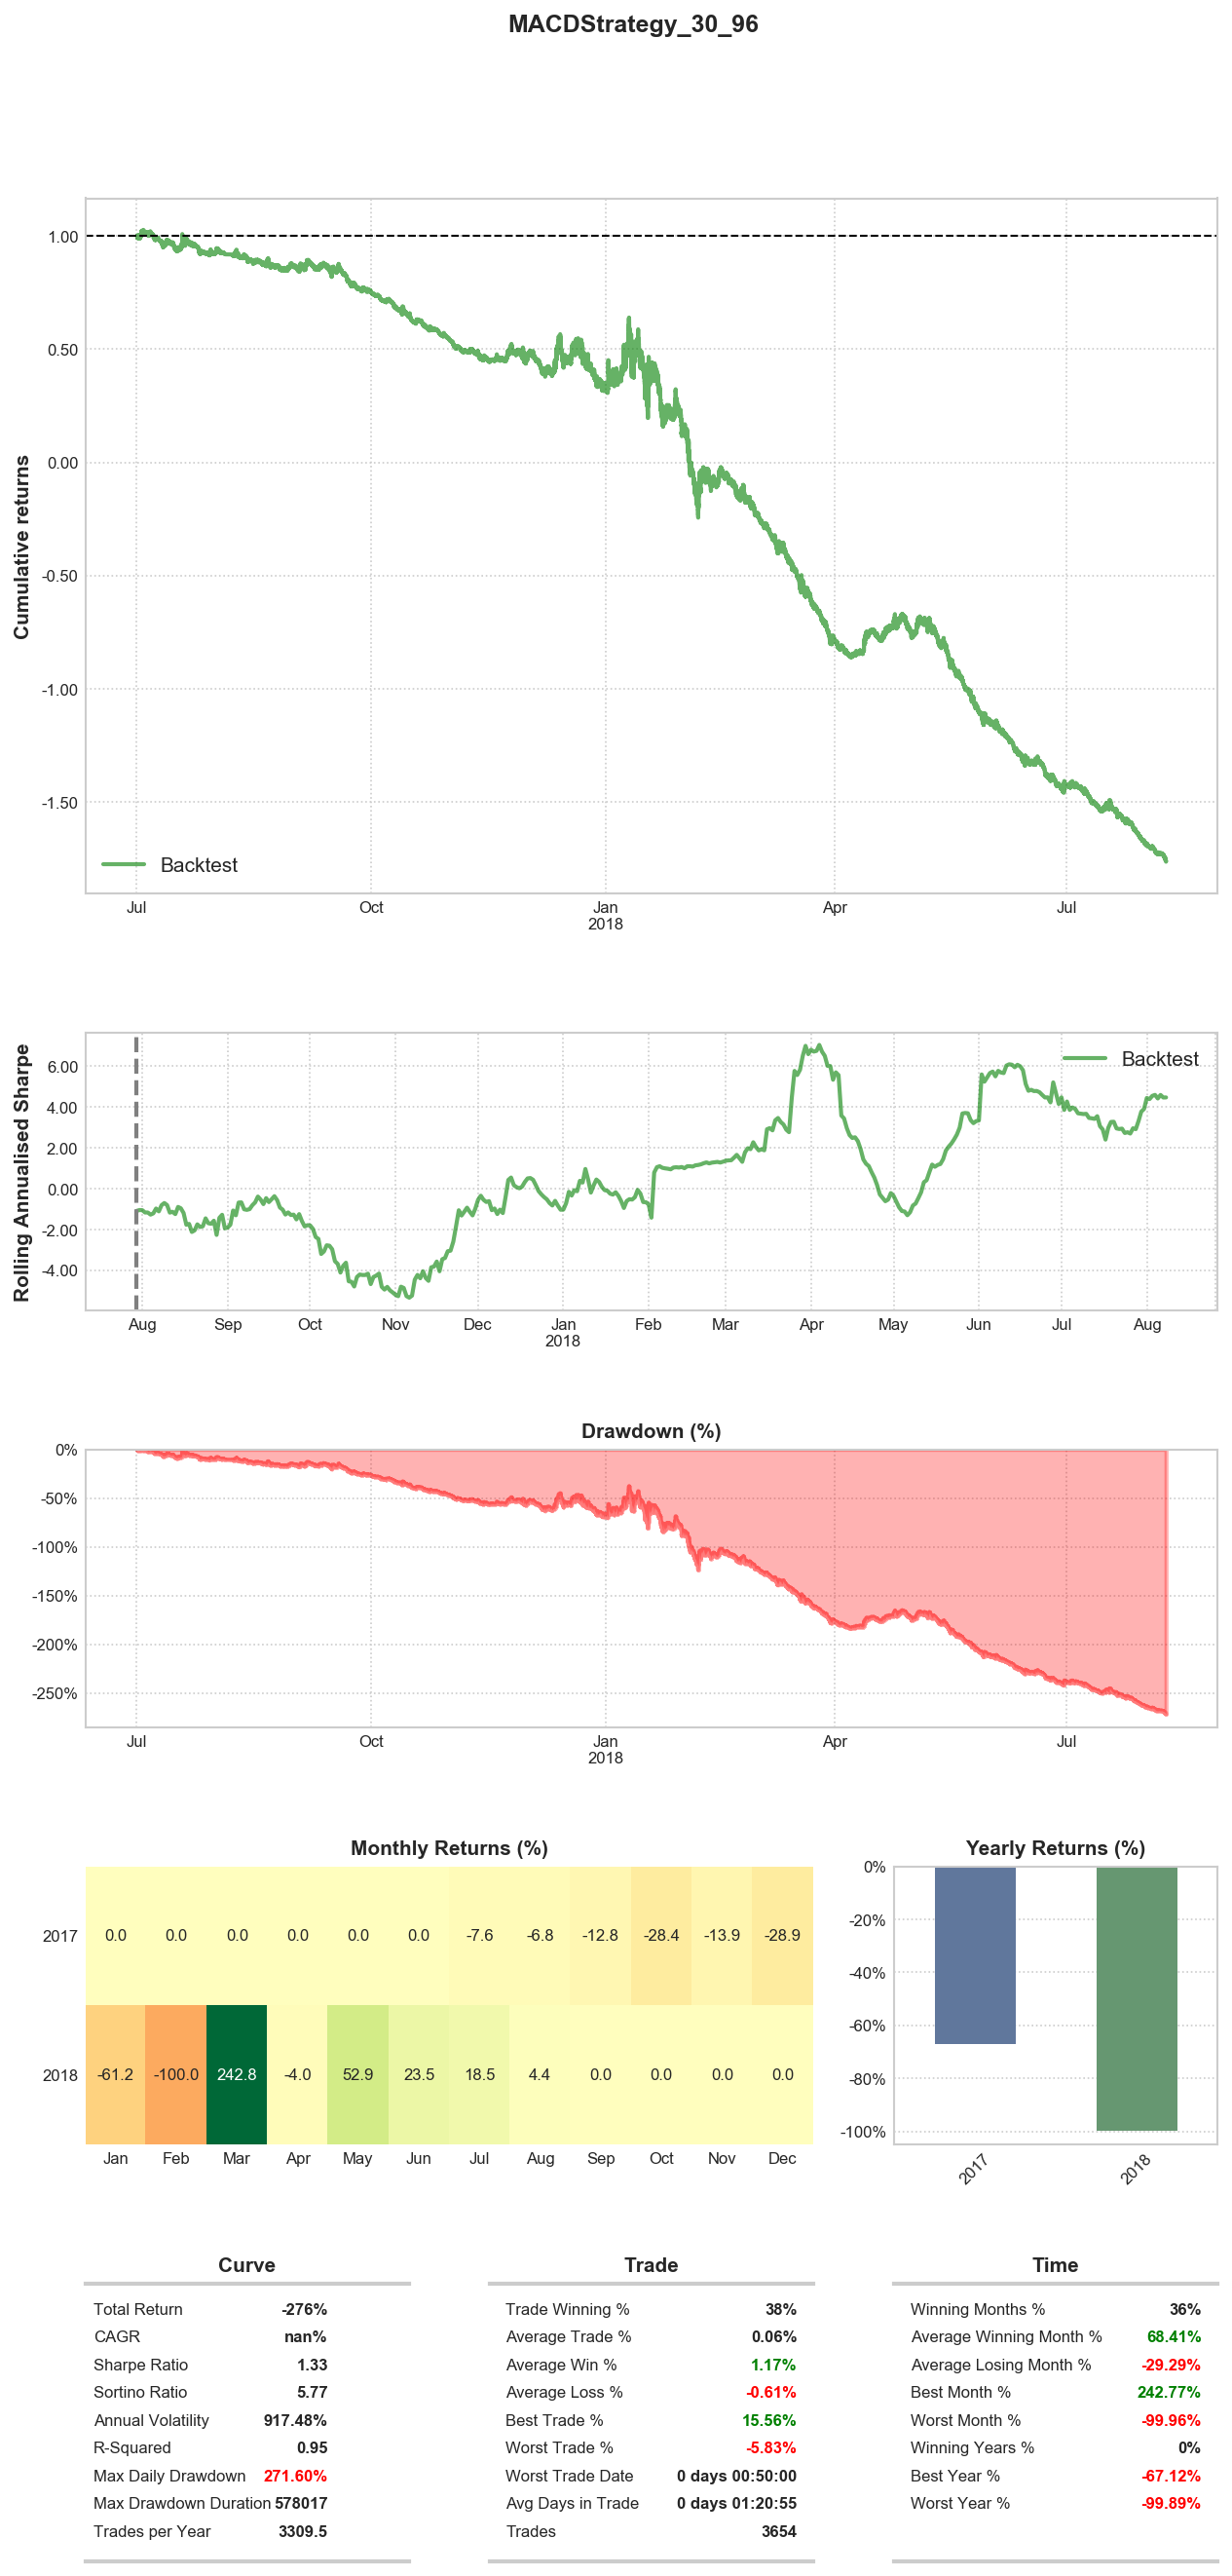 MACDStrategy_30_96
Cumulative returns
1.00
0.50
0.00
-0.50
-1.00
-1.50
Backtest
Jul Oct Jan Apr Jul
2018
Rolling Annualised Sharpe
6.00
4.00
2.00
0.00
-2.00
-4.00
Backtest
Aug Sep Oct Nov Dec Jan Feb Mar Apr May Jun Jul Aug
2018
Drawdown (%)
0%
-50%
-100%
-150%
-200%
-250%
Jul Oct Jan Apr Jul
2018
Monthly Returns (%)
2017 0.0 0.0 0.0 0.0 0.0 0.0 -7.6 -6.8 -12.8 -28.4 -13.9 -28.9
2018 -61.2 -100.0 242.8 -4.0 52.9 23.5 18.5 4.4 0.0 0.0 0.0 0.0
Jan Feb Mar Apr May Jun Jul Aug Sep Oct Nov Dec
Yearly Returns (%)
0%
-20%
-40%
-60%
-80%
-100%
2017 2018
Curve
Total Return -276%
CAGR nan%
Sharpe Ratio 1.33
Sortino Ratio 5.77
Annual Volatility 917.48%
R-Squared 0.95
Max Daily Drawdown 271.60%
Max Drawdown Duration 578017
Trades per Year 3309.5
Trade
Trade Winning % 38%
Average Trade % 0.06%
Average Win % 1.17%
Average Loss % -0.61%
Best Trade % 15.56%
Worst Trade % -5.83%
Worst Trade Date 0 days 00:50:00
Avg Days in Trade 0 days 01:20:55
Trades 3654
Time
Winning Months % 36%
Average Winning Month % 68.41%
Average Losing Month % -29.29%
Best Month % 242.77%
Worst Month % -99.96%
Winning Years % 0%
Best Year % -67.12%
Worst Year % -99.89%